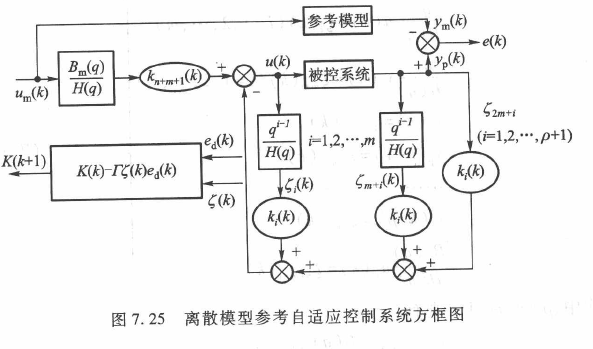 参考模型
y_m(k)
−
e(k)
+
y_p(k)
u_m(k)
B_m(q)
H(q)
k_{n+m+1}(k)
+
−
u(k)
被控系统
q^{i-1}
H(q)
i=1,2,…,m
q^{i-1}
H(q)
ζ_{2m+i}
(i=1,2,…,ρ+1)
K(k+1)
K(k)−Γζ(k)e_d(k)
e_d(k)
ζ(k)
ζ_i(k)
ζ_{m+i}(k)
k_i(k)
k_i(k)
k_i(k)
+
+
+
+
图 7.25 离散模型参考自适应控制系统方框图